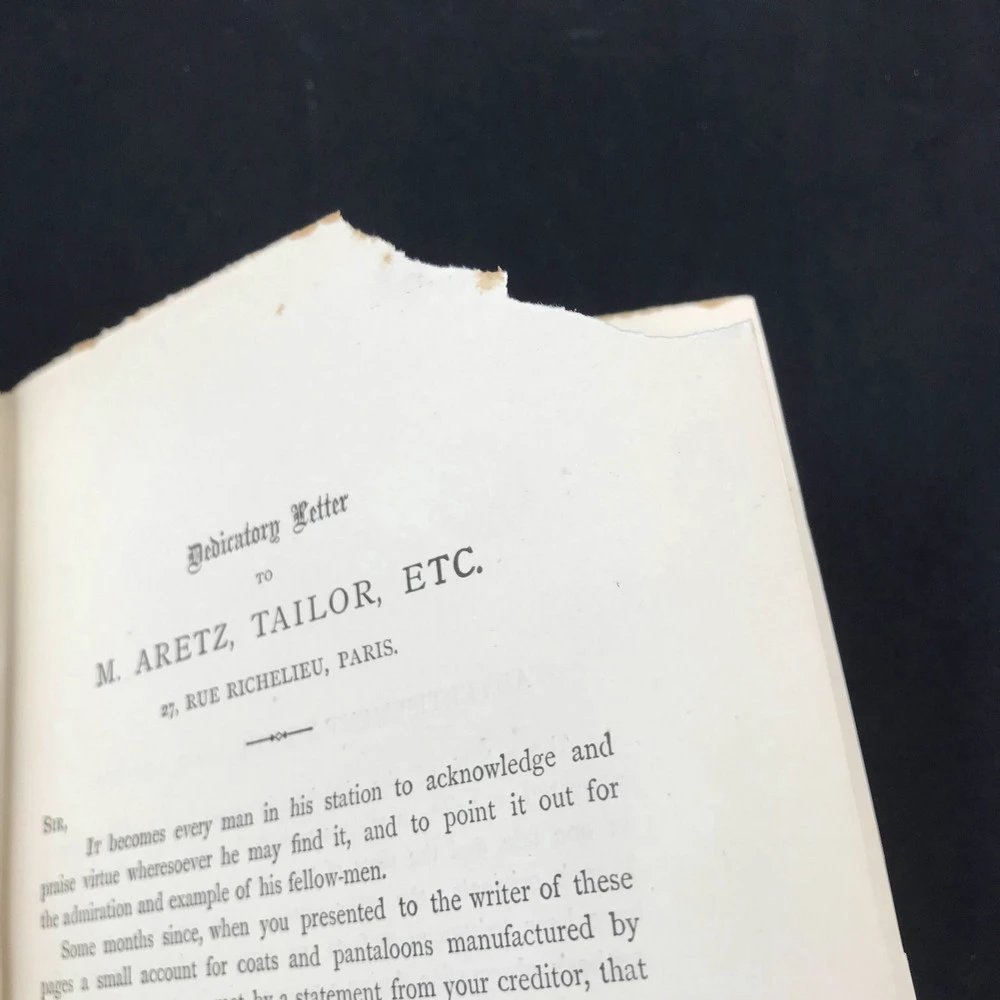 Dedicatory Letter
TO
M. ARETZ, TAILOR, ETC.
27, RUE RICHELIEU, PARIS.
SIR,
IT becomes every man in his station to acknowledge and
praise virtue wheresoever he may find it, and to point it out for
the admiration and example of his fellow-men.
Some months since, when you presented to the writer of these
pages a small account for coats and pantaloons manufactured by
by a statement from your creditor, that